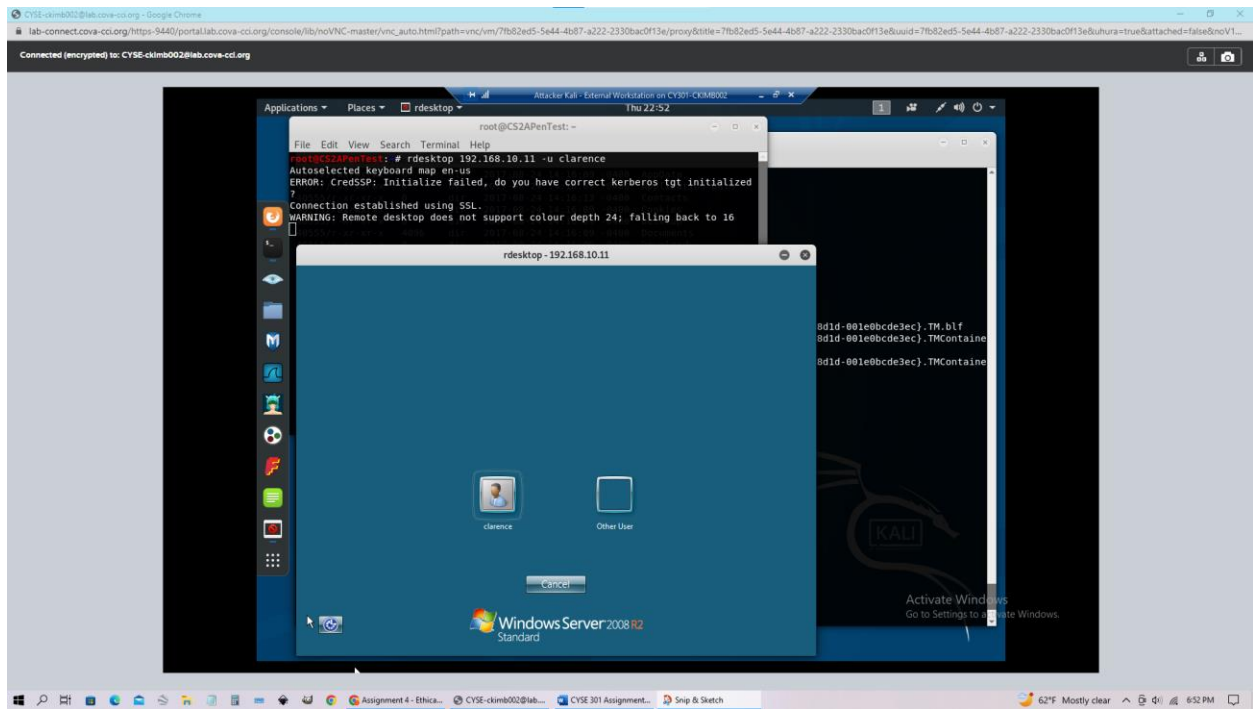 CYSE-ckimb002@lab.cova-cci.org - Google Chrome
lab-connect.cova-cci.org/https-9440/portal.lab.cova-cci.org/console/lib/noVNC-master/vnc_auto.html?path=vnc/vm/7fb82ed5-5e44-4b87-a222-2330bac0f13e/proxy&title=7fb82ed5-5e44-4b87-a222-2330bac0f13e&uuid=7fb82ed5-5e44-4b87-a222-2330bac0f13e&uhura=true&attached=false&noV1...
Connected (encrypted) to: CYSE-ckimb002@lab.cova-cci.org
Attacker Kali - External Workstation on CY301-CKIMB002
Applications Places rdesktop Thu 22:52 1
root@CS2APenTest: ~
File Edit View Search Terminal Help
root@CS2APenTest: # rdesktop 192.168.10.11 -u clarence
Autoselected keyboard map en-us
ERROR: CredSSP: Initialize failed, do you have correct kerberos tgt initialized
?
Connection established using SSL.
WARNING: Remote desktop does not support colour depth 24; falling back to 16
rdesktop - 192.168.10.11
8d1d-001e0bcde3ec}.TM.blf
8d1d-001e0bcde3ec}.TMContaine
8d1d-001e0bcde3ec}.TMContaine
clarence Other User
KALI
Cancel
Windows Server 2008 R2
Standard
Activate Windows
Go to Settings to activate Windows.
Assignment 4 - Ethica... CYSE-ckimb002@lab.... CYSE 301 Assignment... Snip & Sketch 62°F Mostly clear 6:52 PM